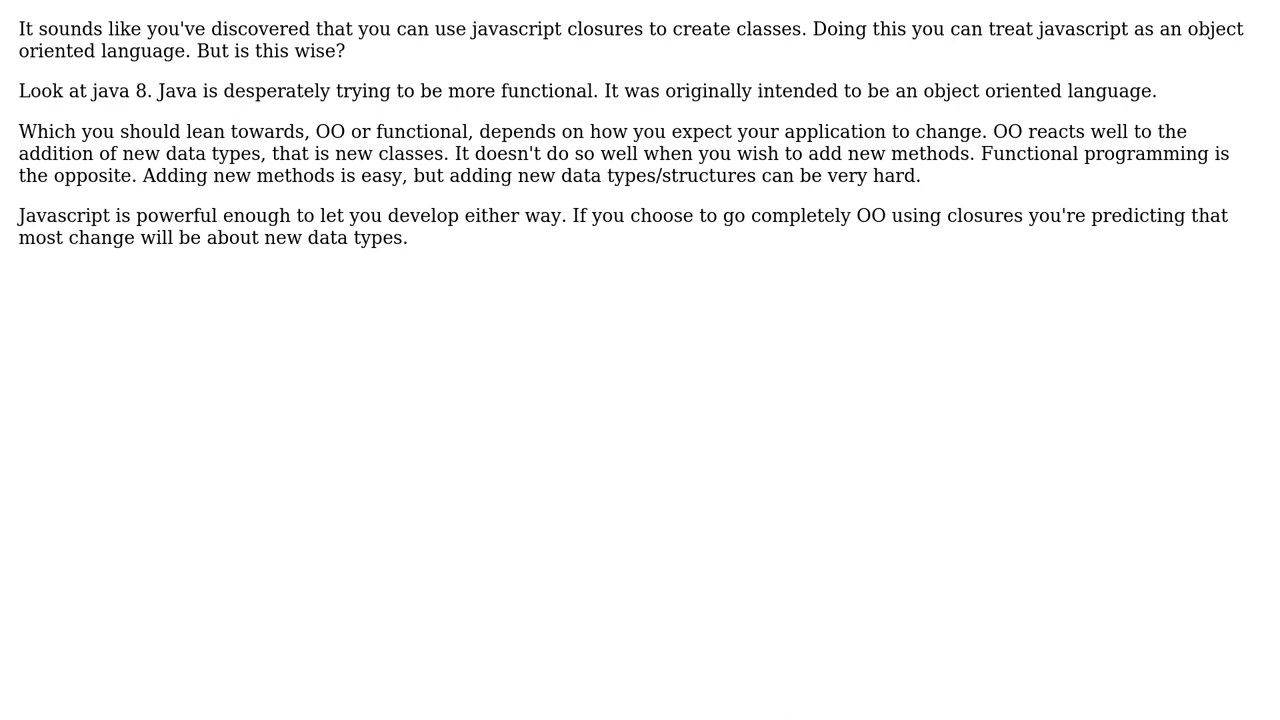 It sounds like you've discovered that you can use javascript closures to create classes. Doing this you can treat javascript as an object
oriented language. But is this wise?
Look at java 8. Java is desperately trying to be more functional. It was originally intended to be an object oriented language.
Which you should lean towards, OO or functional, depends on how you expect your application to change. OO reacts well to the
addition of new data types, that is new classes. It doesn't do so well when you wish to add new methods. Functional programming is
the opposite. Adding new methods is easy, but adding new data types/structures can be very hard.
Javascript is powerful enough to let you develop either way. If you choose to go completely OO using closures you're predicting that
most change will be about new data types.